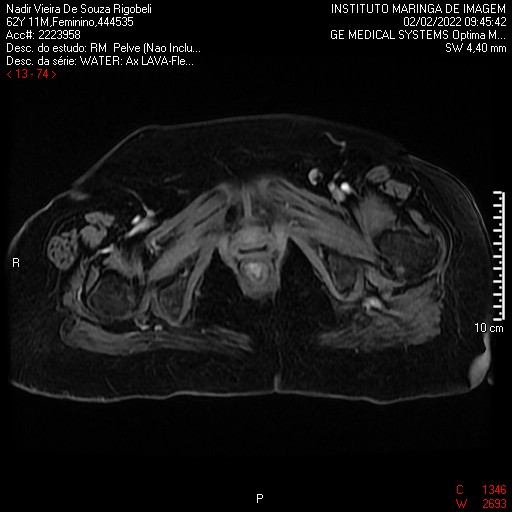 Nadir Vieira De Souza Rigobeli
62Y 11M,Feminino,444535
Acc#: 2223958
Desc. do estudo: RM Pelve (Nao Inclu...
Desc. da série: WATER: Ax LAVA-Fle...
< 13 - 74 >
INSTITUTO MARINGA DE IMAGEM
02/02/2022 09:45:42
GE MEDICAL SYSTEMS Optima M...
SW 4,40 mm
R
10 cm
P
C 1346
W 2693